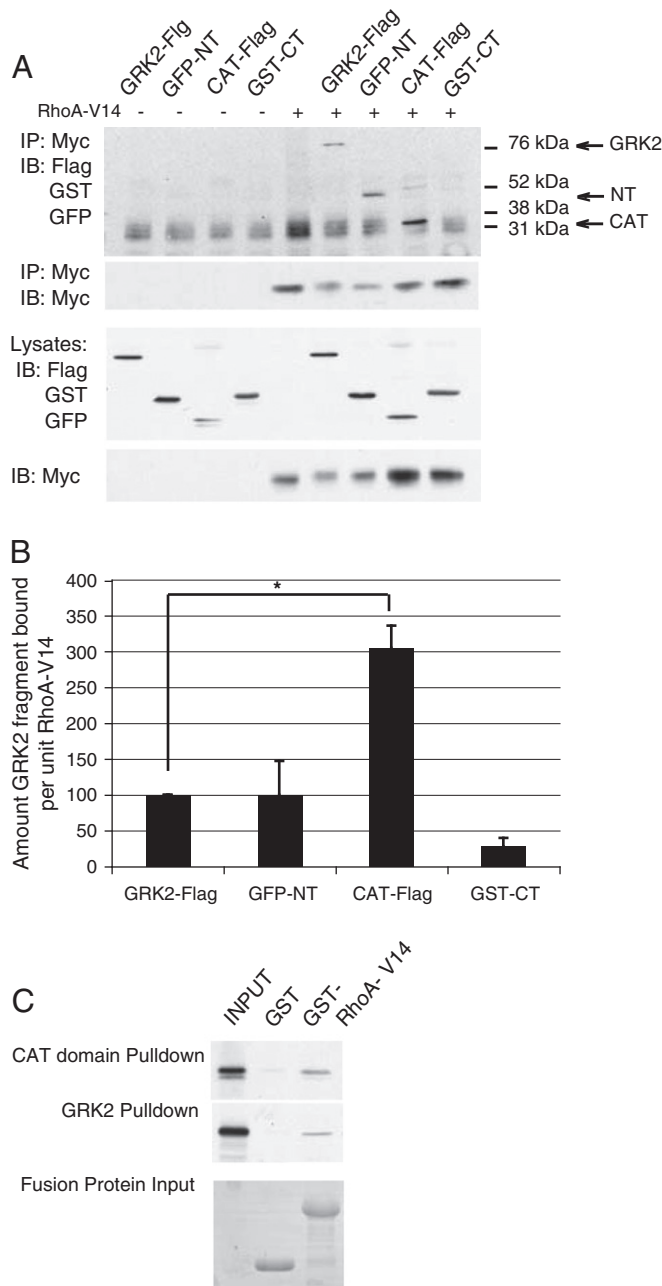 A
GRK2-Flg
GFP-NT
CAT-Flag
GST-CT
GRK2-Flag
GFP-NT
CAT-Flag
GST-CT
RhoA-V14 - - - - + + + + +
IP: Myc
IB: Flag
GST
GFP
76 kDa GRK2
52 kDa
NT
38 kDa
31 kDa CAT
IP: Myc
IB: Myc
Lysates:
IB: Flag
GST
GFP
IB: Myc
B
Amount GRK2 fragment bound
per unit RhoA-V14
400
350
300
250
200
150
100
50
0
*
GRK2-Flag GFP-NT CAT-Flag GST-CT
C
INPUT
GST
GST-
RhoA- V14
CAT domain Pulldown
GRK2 Pulldown
Fusion Protein Input